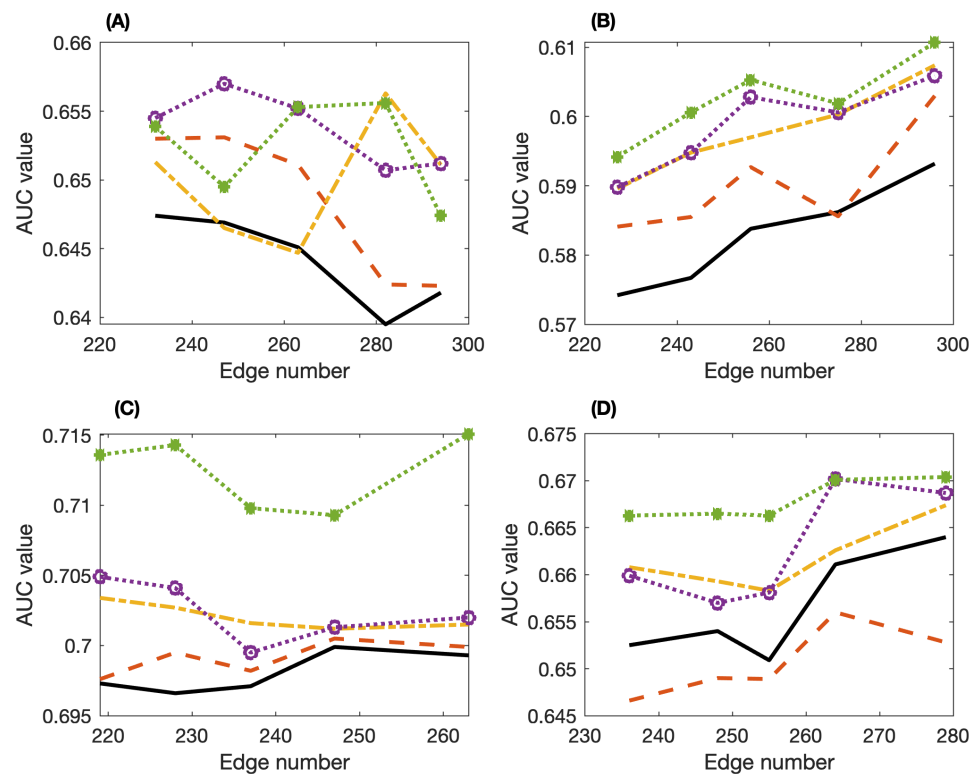 (A)
0.66
0.655
0.65
0.645
0.64
AUC value
220 240 260 280 300
Edge number
(B)
0.61
0.6
0.59
0.58
0.57
AUC value
220 240 260 280 300
Edge number
(C)
0.715
0.71
0.705
0.7
0.695
AUC value
220 230 240 250 260
Edge number
(D)
0.675
0.67
0.665
0.66
0.655
0.65
0.645
AUC value
230 240 250 260 270 280
Edge number